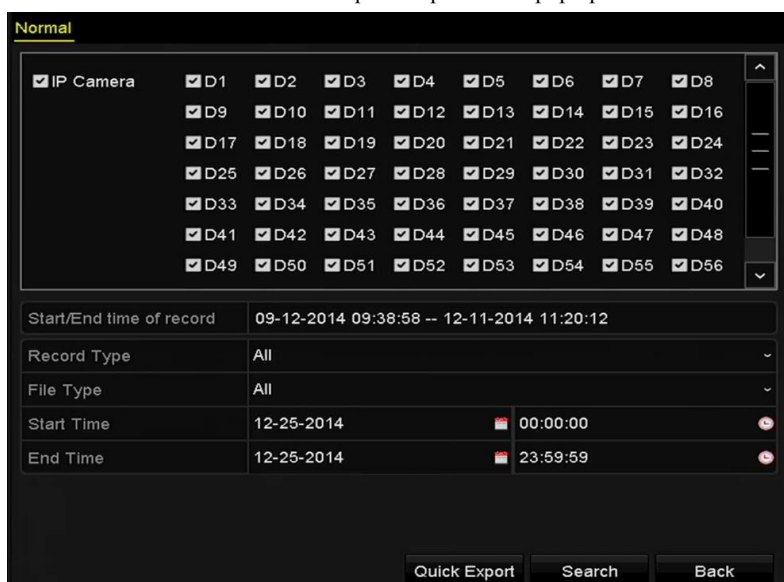 Normal
IP Camera D1 D2 D3 D4 D5 D6 D7 D8
D9 D10 D11 D12 D13 D14 D15 D16
D17 D18 D19 D20 D21 D22 D23 D24
D25 D26 D27 D28 D29 D30 D31 D32
D33 D34 D35 D36 D37 D38 D39 D40
D41 D42 D43 D44 D45 D46 D47 D48
D49 D50 D51 D52 D53 D54 D55 D56
Start/End time of record 09-12-2014 09:38:58 -- 12-11-2014 11:20:12
Record Type All
File Type All
Start Time 12-25-2014 00:00:00
End Time 12-25-2014 23:59:59
Quick Export Search Back